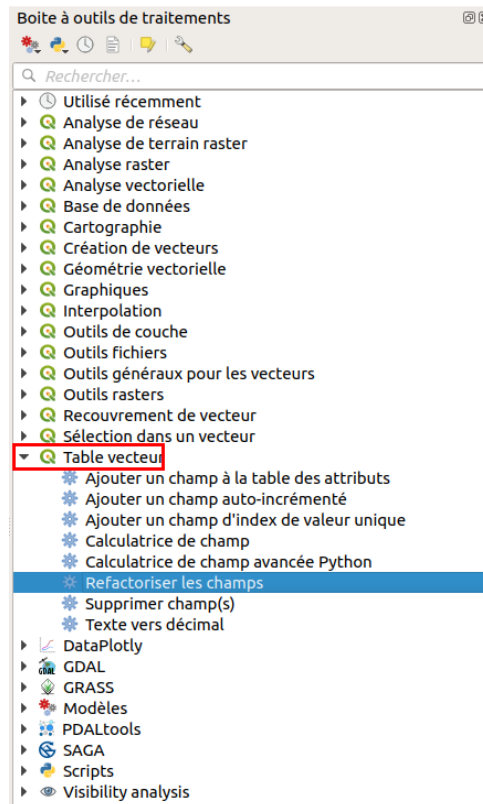 Boite à outils de traitements
Rechercher...
Utilisé récemment
Analyse de réseau
Analyse de terrain raster
Analyse raster
Analyse vectorielle
Base de données
Cartographie
Création de vecteurs
Géométrie vectorielle
Graphiques
Interpolation
Outils de couche
Outils fichiers
Outils généraux pour les vecteurs
Outils rasters
Recouvrement de vecteur
Sélection dans un vecteur
Table vecteur
Ajouter un champ à la table des attributs
Ajouter un champ auto-incrémenté
Ajouter un champ d'index de valeur unique
Calculatrice de champ
Calculatrice de champ avancée Python
Refactoriser les champs
Supprimer champ(s)
Texte vers décimal
DataPlotly
GDAL
GRASS
Modèles
PDALtools
SAGA
Scripts
Visibility analysis